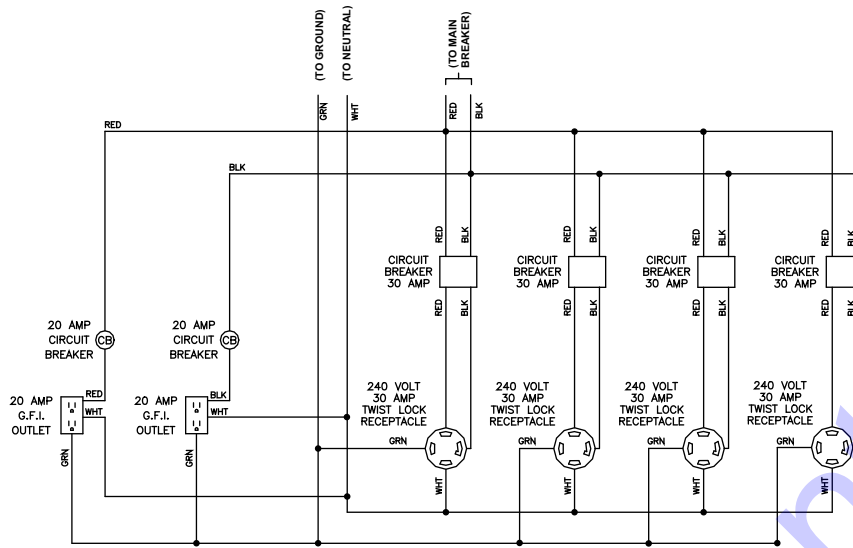 (TO GROUND)
(TO NEUTRAL)
(TO MAIN
BREAKER)
GRN
WHT
RED
BLK
RED
BLK
RED
BLK
RED
BLK
RED
BLK
RED
BLK
CIRCUIT
BREAKER
30 AMP
CIRCUIT
BREAKER
30 AMP
CIRCUIT
BREAKER
30 AMP
CIRCUIT
BREAKER
30 AMP
RED
BLK
RED
BLK
RED
BLK
RED
BLK
20 AMP
CIRCUIT
BREAKER
CB
20 AMP
CIRCUIT
BREAKER
CB
20 AMP
G.F.I.
OUTLET
RED
WHT
GRN
20 AMP
G.F.I.
OUTLET
BLK
WHT
GRN
240 VOLT
30 AMP
TWIST LOCK
RECEPTACLE
GRN
WHT
240 VOLT
30 AMP
TWIST LOCK
RECEPTACLE
GRN
WHT
240 VOLT
30 AMP
TWIST LOCK
RECEPTACLE
GRN
WHT
240 VOLT
30 AMP
TWIST LOCK
RECEPTACLE
GRN
WHT